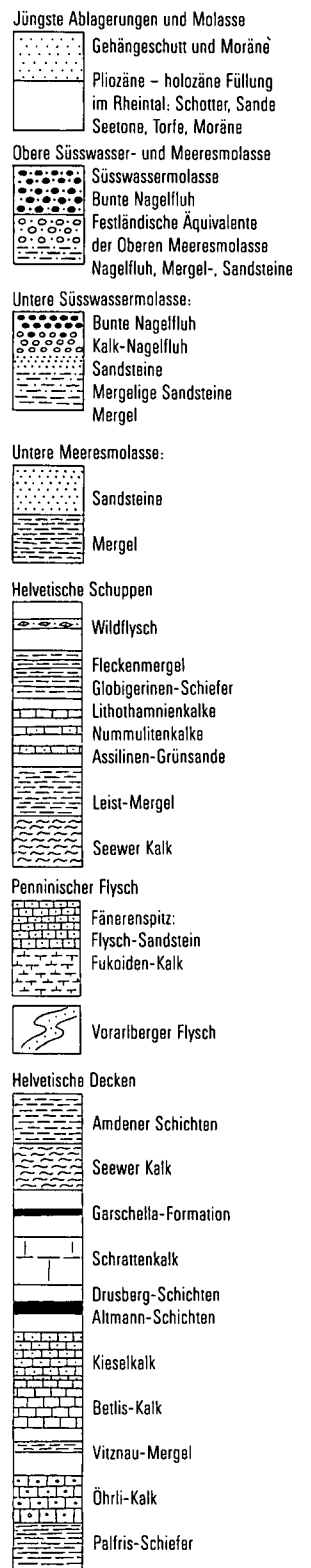 Jüngste Ablagerungen und Molasse
Gehängeschutt und Moräne
Pliozäne – holozäne Füllung
im Rheintal: Schotter, Sande
Seetone, Torfe, Moräne
Obere Süsswasser- und Meeresmolasse
Süsswassermolasse
Bunte Nagelfluh
Festländische Äquivalente
der Oberen Meeresmolasse
Nagelfluh, Mergel-, Sandsteine
Untere Süsswassermolasse:
Bunte Nagelfluh
Kalk-Nagelfluh
Sandsteine
Mergelige Sandsteine
Mergel
Untere Meeresmolasse:
Sandsteine
Mergel
Helvetische Schuppen
Wildflysch
Fleckenmergel
Globigerinen-Schiefer
Lithothamnienkalke
Nummulitenkalke
Assilinen-Grünsande
Leist-Mergel
Seewer Kalk
Penninischer Flysch
Fänerenspitz:
Flysch-Sandstein
Fukoiden-Kalk
Vorarlberger Flysch
Helvetische Decken
Amdener Schichten
Seewer Kalk
Garschella-Formation
Schrattenkalk
Drusberg-Schichten
Altmann-Schichten
Kieselkalk
Betlis-Kalk
Vitznau-Mergel
Öhrli-Kalk
Palfris-Schiefer